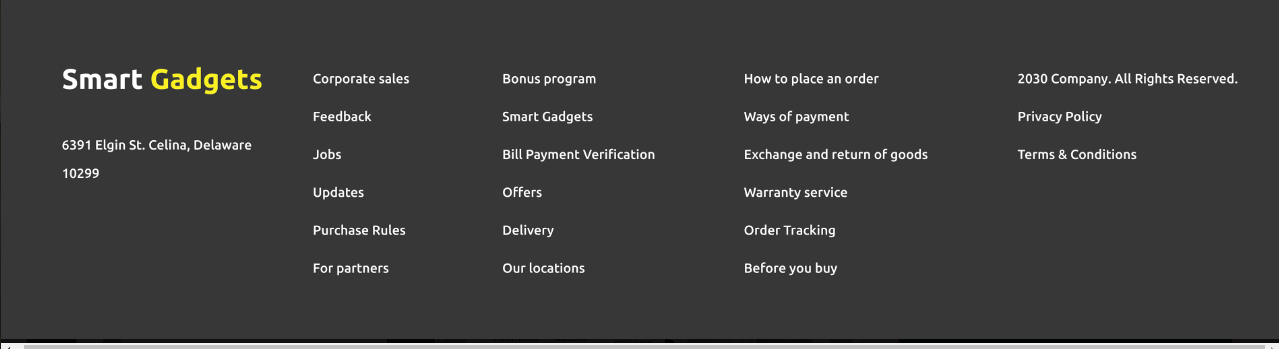 Smart Gadgets
6391 Elgin St. Celina, Delaware
10299
Corporate sales
Feedback
Jobs
Updates
Purchase Rules
For partners
Bonus program
Smart Gadgets
Bill Payment Verification
Offers
Delivery
Our locations
How to place an order
Ways of payment
Exchange and return of goods
Warranty service
Order Tracking
Before you buy
2030 Company. All Rights Reserved.
Privacy Policy
Terms & Conditions